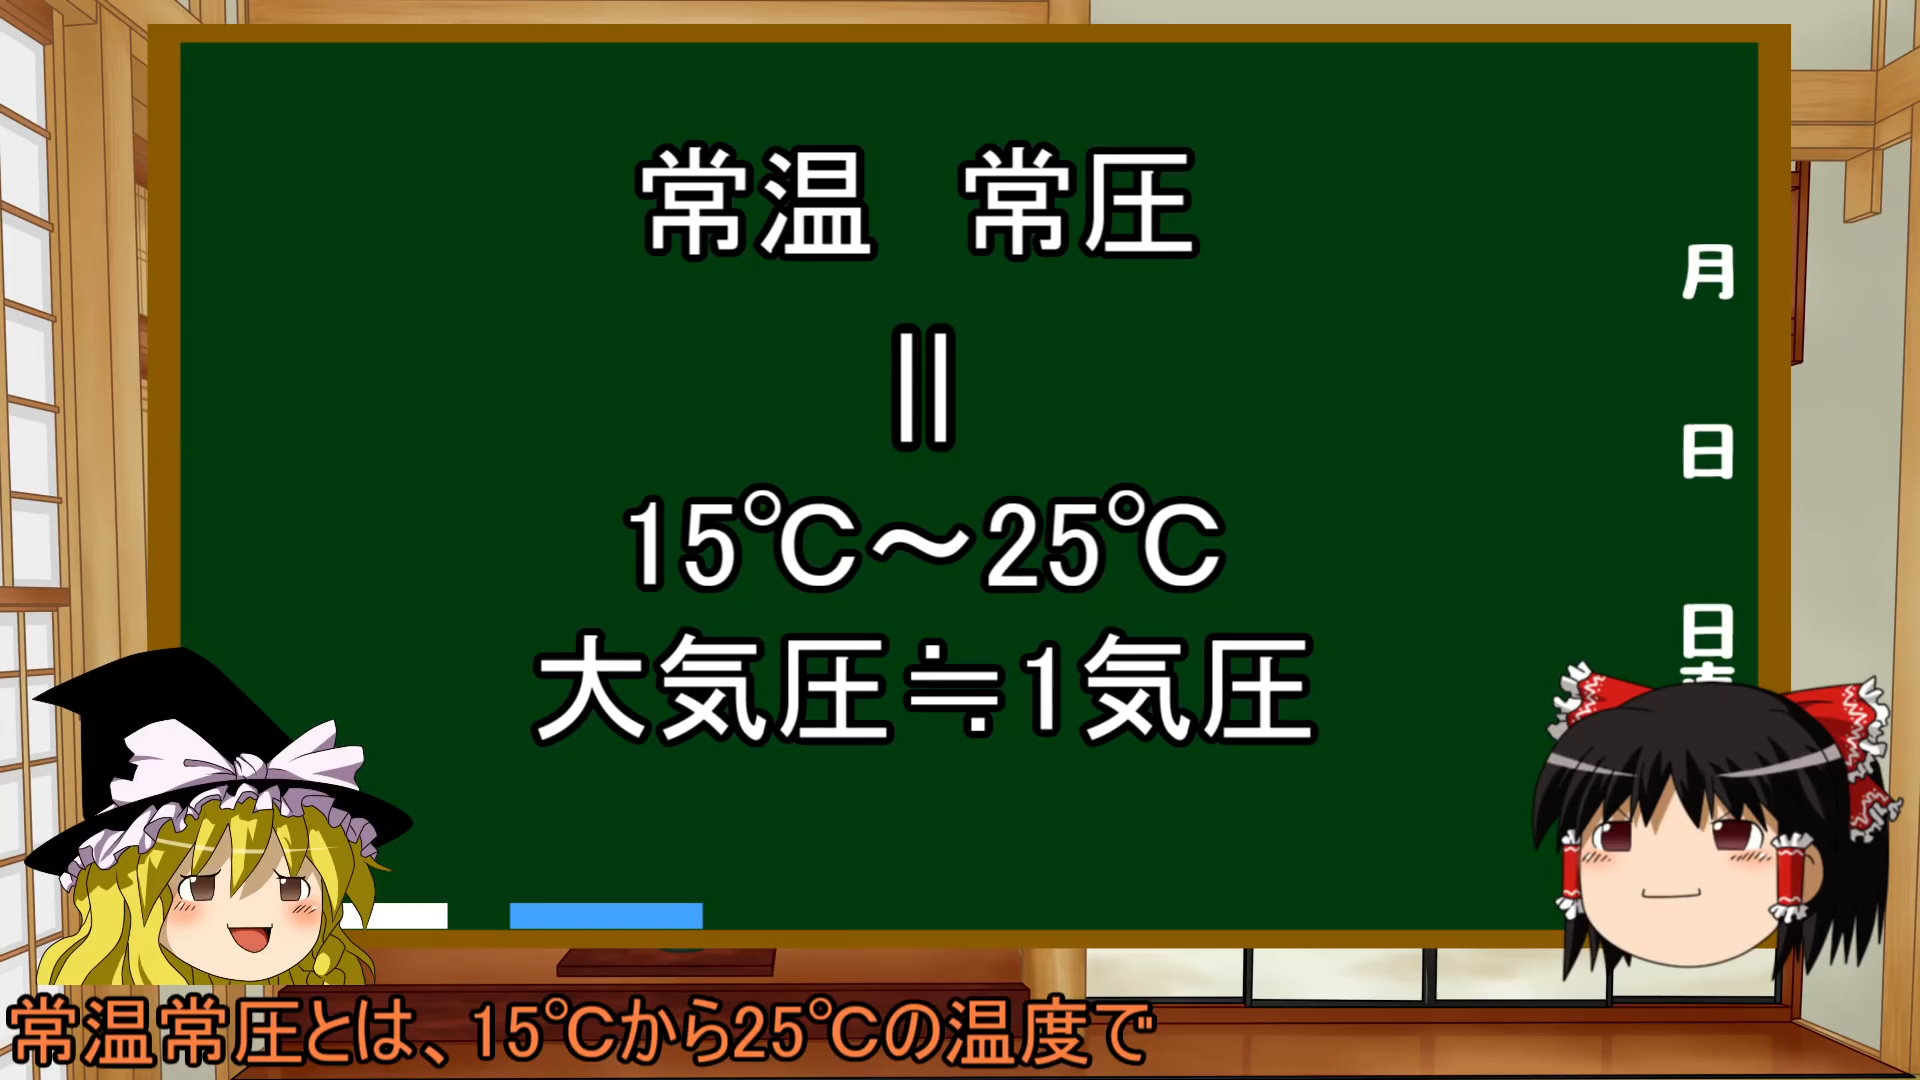 常温　常圧
||
15℃～25℃
大気圧≒1気圧
月
日
日
常温常圧とは、15℃から25℃の温度で